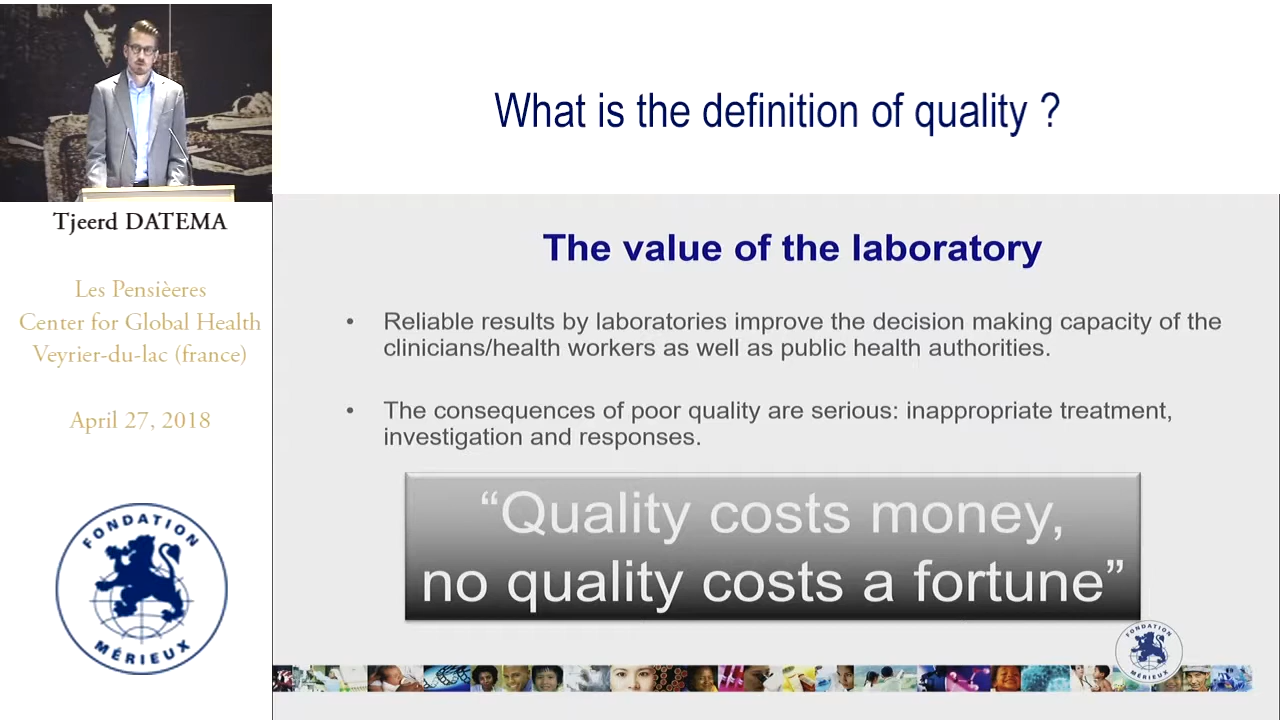 What is the definition of quality ?
Tjeerd DATEMA
Les Pensièeres
Center for Global Health
Veyrier-du-lac (france)
April 27, 2018
FONDATION
MÉRIEUX
The value of the laboratory
• Reliable results by laboratories improve the decision making capacity of the
clinicians/health workers as well as public health authorities.
• The consequences of poor quality are serious: inappropriate treatment,
investigation and responses.
“Quality costs money,
no quality costs a fortune”
FONDATION
MÉRIEUX